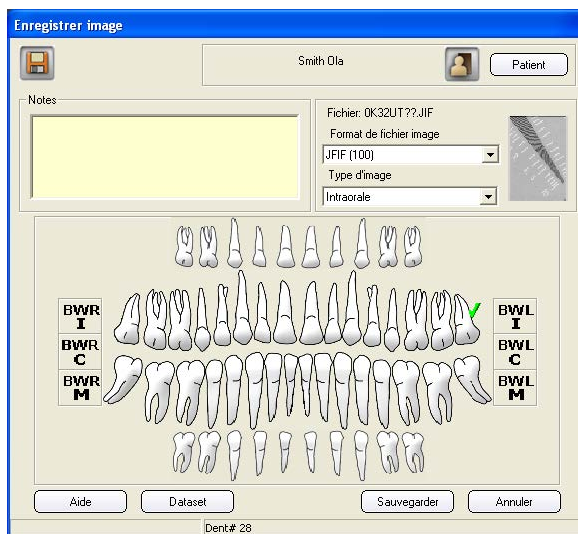 Enregistrer image
Smith Ola
Patient
Notes
Fichier: 0K32UT??.JIF
Format de fichier image
JFIF (100)
Type d'image
Intraorale
BWR I
BWL I
BWR C
BWL C
BWR M
BWL M
Aide
Dataset
Sauvegarder
Annuler
Dent# 28